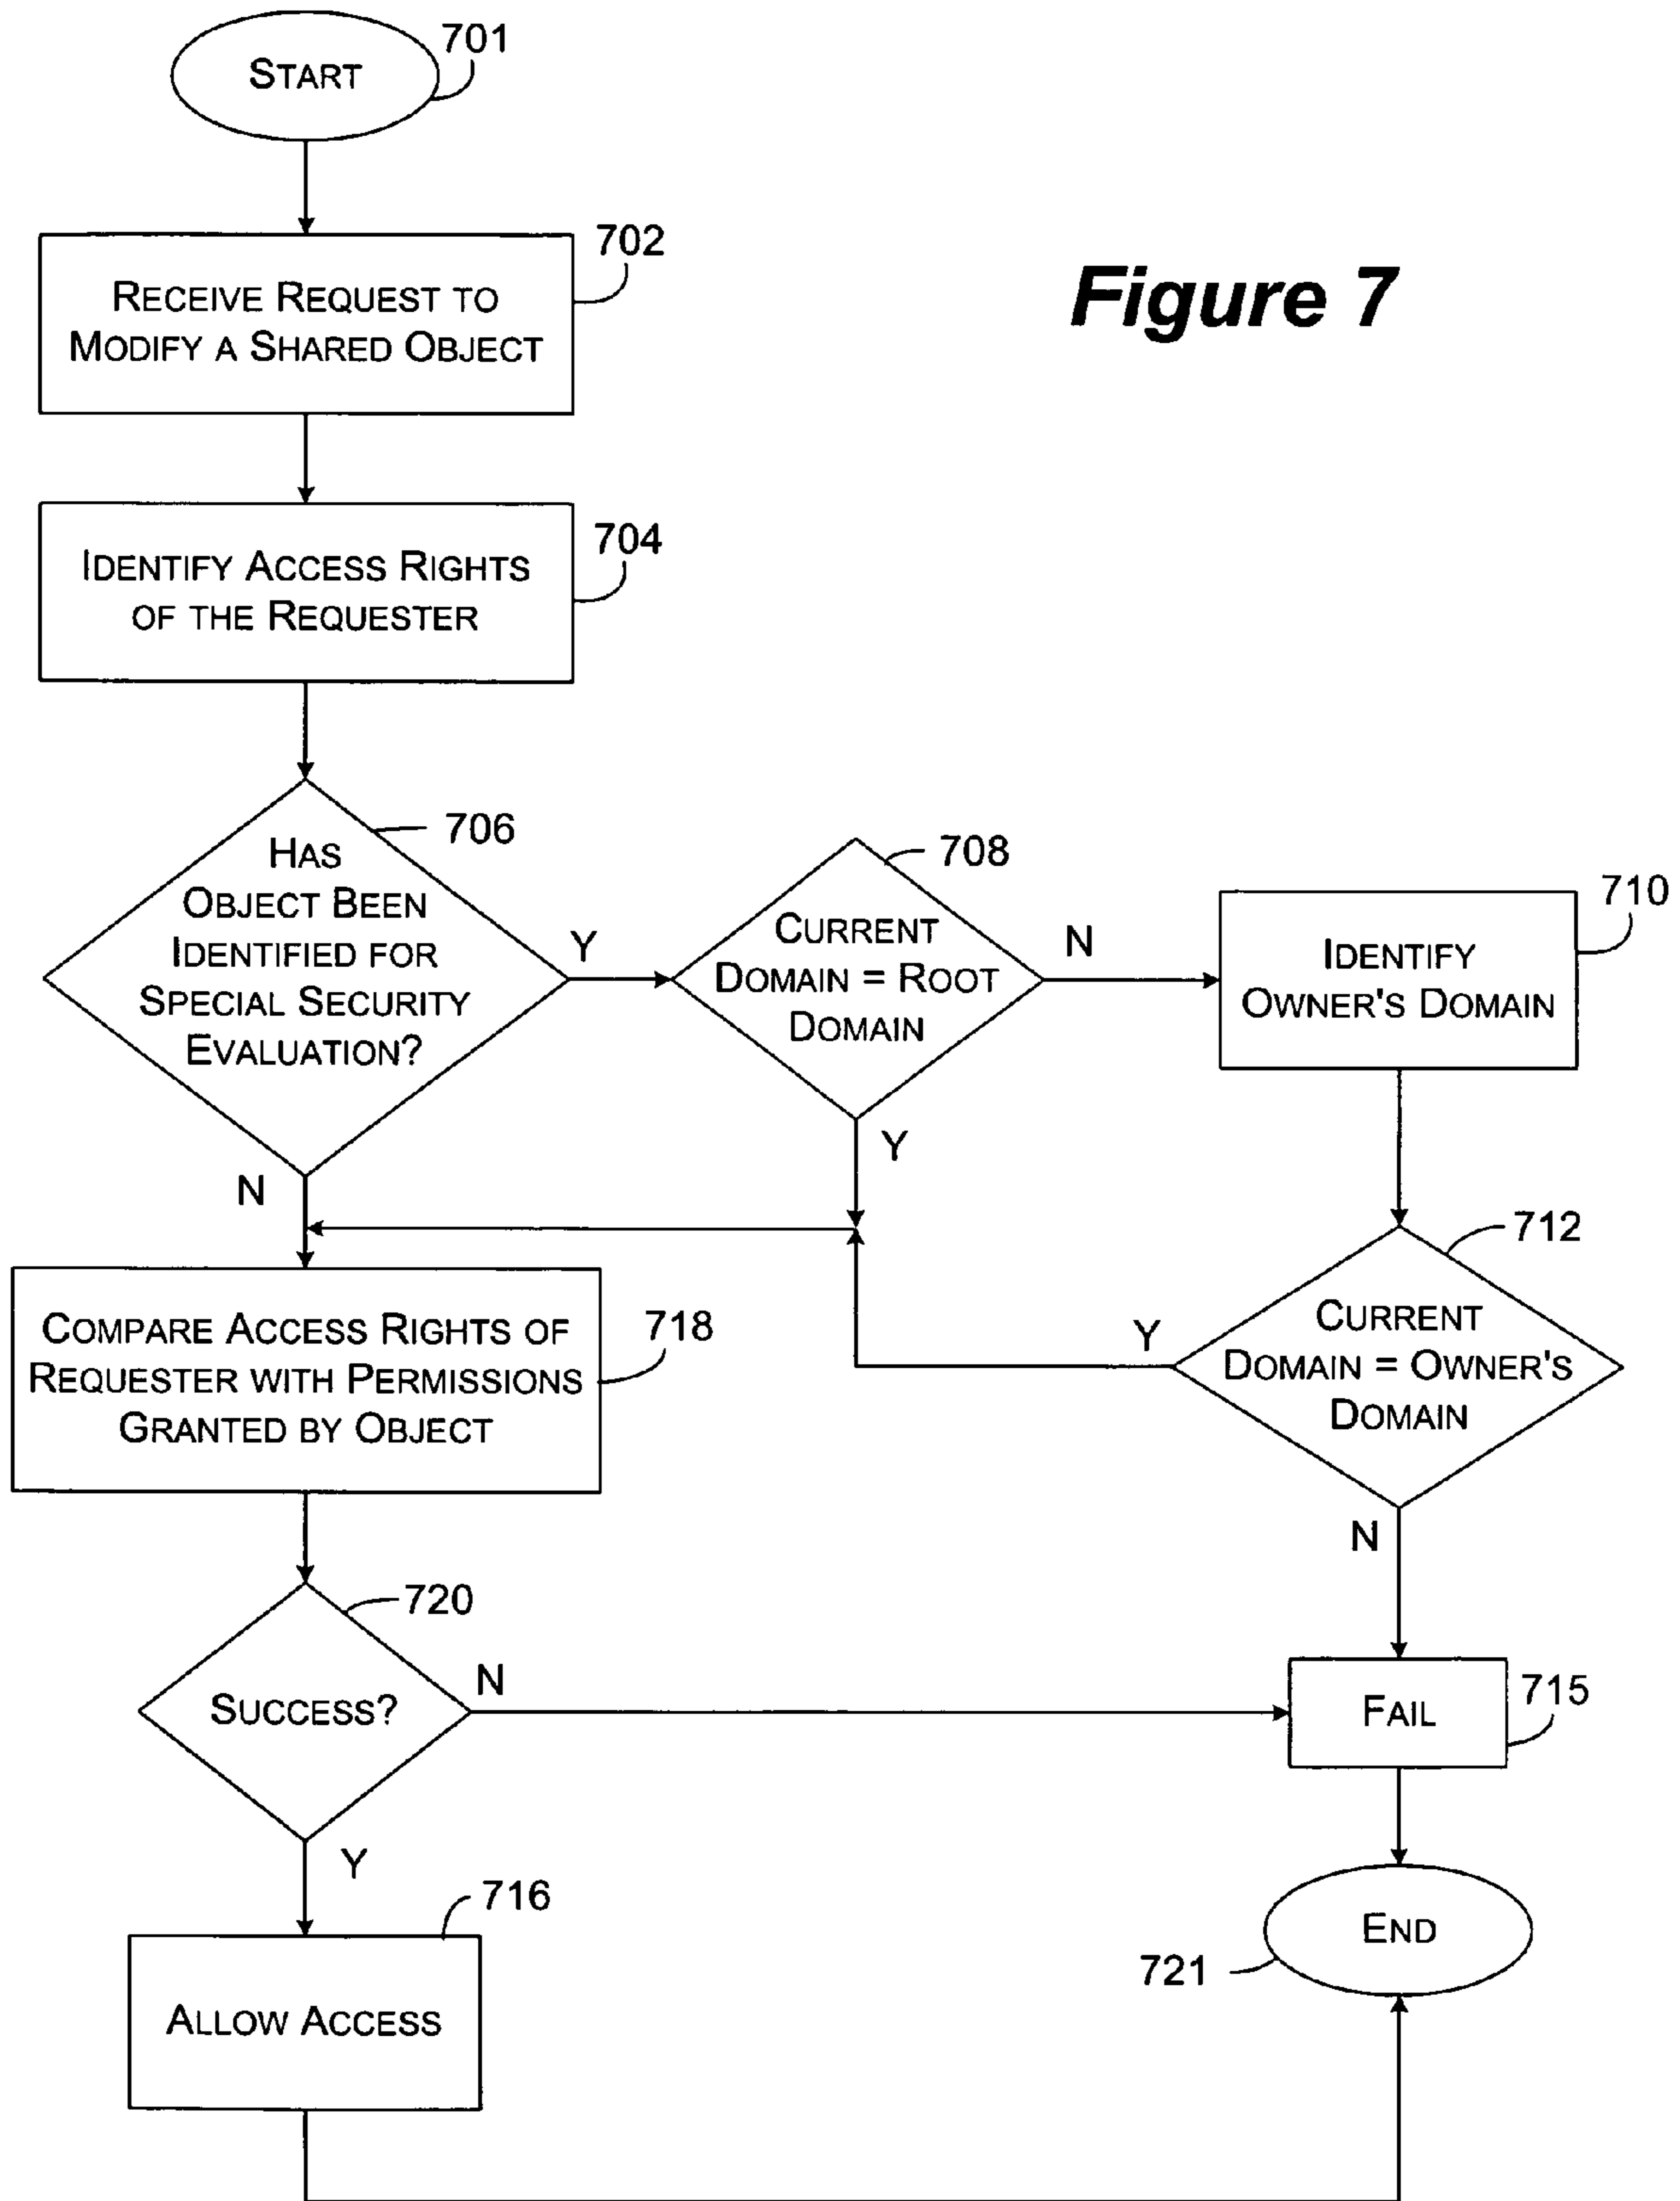 START
701
Figure 7
702
RECEIVE REQUEST TO
MODIFY A SHARED OBJECT
704
IDENTIFY ACCESS RIGHTS
OF THE REQUESTER
706
HAS
OBJECT BEEN
IDENTIFIED FOR
SPECIAL SECURITY
EVALUATION?
Y
N
708
CURRENT
DOMAIN = ROOT
DOMAIN
N
Y
710
IDENTIFY
OWNER'S DOMAIN
712
CURRENT
DOMAIN = OWNER'S
DOMAIN
Y
N
718
COMPARE ACCESS RIGHTS OF
REQUESTER WITH PERMISSIONS
GRANTED BY OBJECT
720
SUCCESS?
N
Y
715
FAIL
716
ALLOW ACCESS
END
721